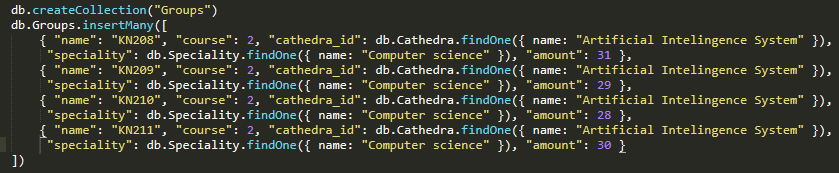 db.createCollection("Groups")
db.Groups.insertMany([
    { "name": "KN208", "course": 2, "cathedra_id": db.Cathedra.findOne({ name: "Artificial Intelingence System" }),
     "speciality": db.Speciality.findOne({ name: "Computer science" }), "amount": 31 },
    { "name": "KN209", "course": 2, "cathedra_id": db.Cathedra.findOne({ name: "Artificial Intelingence System" }),
     "speciality": db.Speciality.findOne({ name: "Computer science" }), "amount": 29 },
    { "name": "KN210", "course": 2, "cathedra_id": db.Cathedra.findOne({ name: "Artificial Intelingence System" }),
     "speciality": db.Speciality.findOne({ name: "Computer science" }), "amount": 28 },
    { "name": "KN211", "course": 2, "cathedra_id": db.Cathedra.findOne({ name: "Artificial Intelingence System" }),
     "speciality": db.Speciality.findOne({ name: "Computer science" }), "amount": 30 }
])